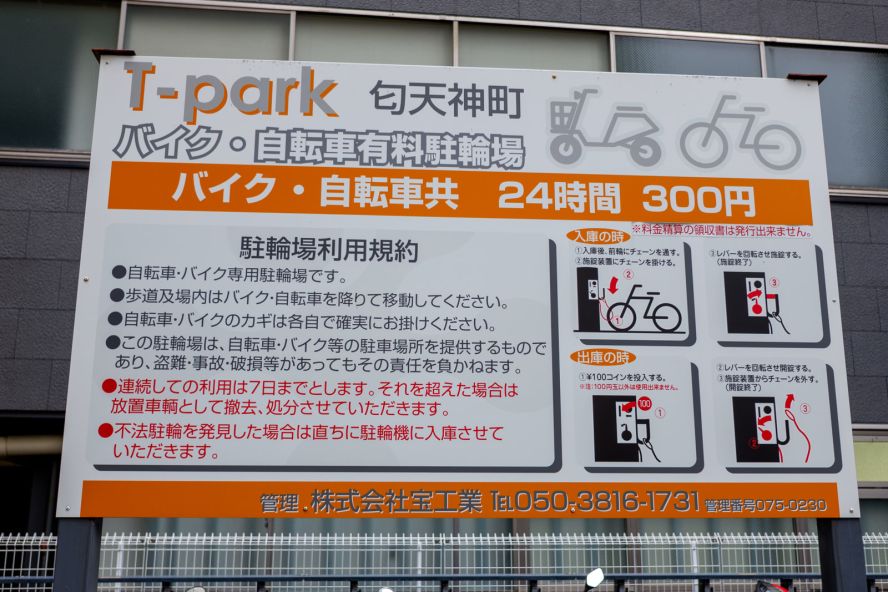 T-park 匂天神町
バイク・自転車有料駐輪場
バイク・自転車共 24時間 300円
※料金精算の領収書は発行出来ません。
駐輪場利用規約
●自転車・バイク専用駐輪場です。
●歩道及場内はバイク・自転車を降りて移動してください。
●自転車・バイクのカギは各自で確実にお掛けください。
●この駐輪場は、自転車・バイク等の駐車場所を提供するもので
あり、盗難・事故・破損等があってもその責任を負かねます。
●連続しての利用は7日までとします。それを超えた場合は
放置車輌として撤去、処分させていただきます。
●不法駐輪を発見した場合は直ちに駐輪機に入庫させて
いただきます。
入庫の時
①入庫後、前輪にチェーンを通す。
②施錠装置にチェーンを掛ける。
②
①
③レバーを回転させ施錠する。
(施錠終了)
③
出庫の時
①¥100コインを投入する。
※注:100円玉以外は使用出来ません。
100
①
②レバーを回転させ開錠する。
③施錠装置からチェーンを外す。
(開錠終了)
③
②
管理.株式会社宝工業 TEL050-3816-1731 管理番号075-0230